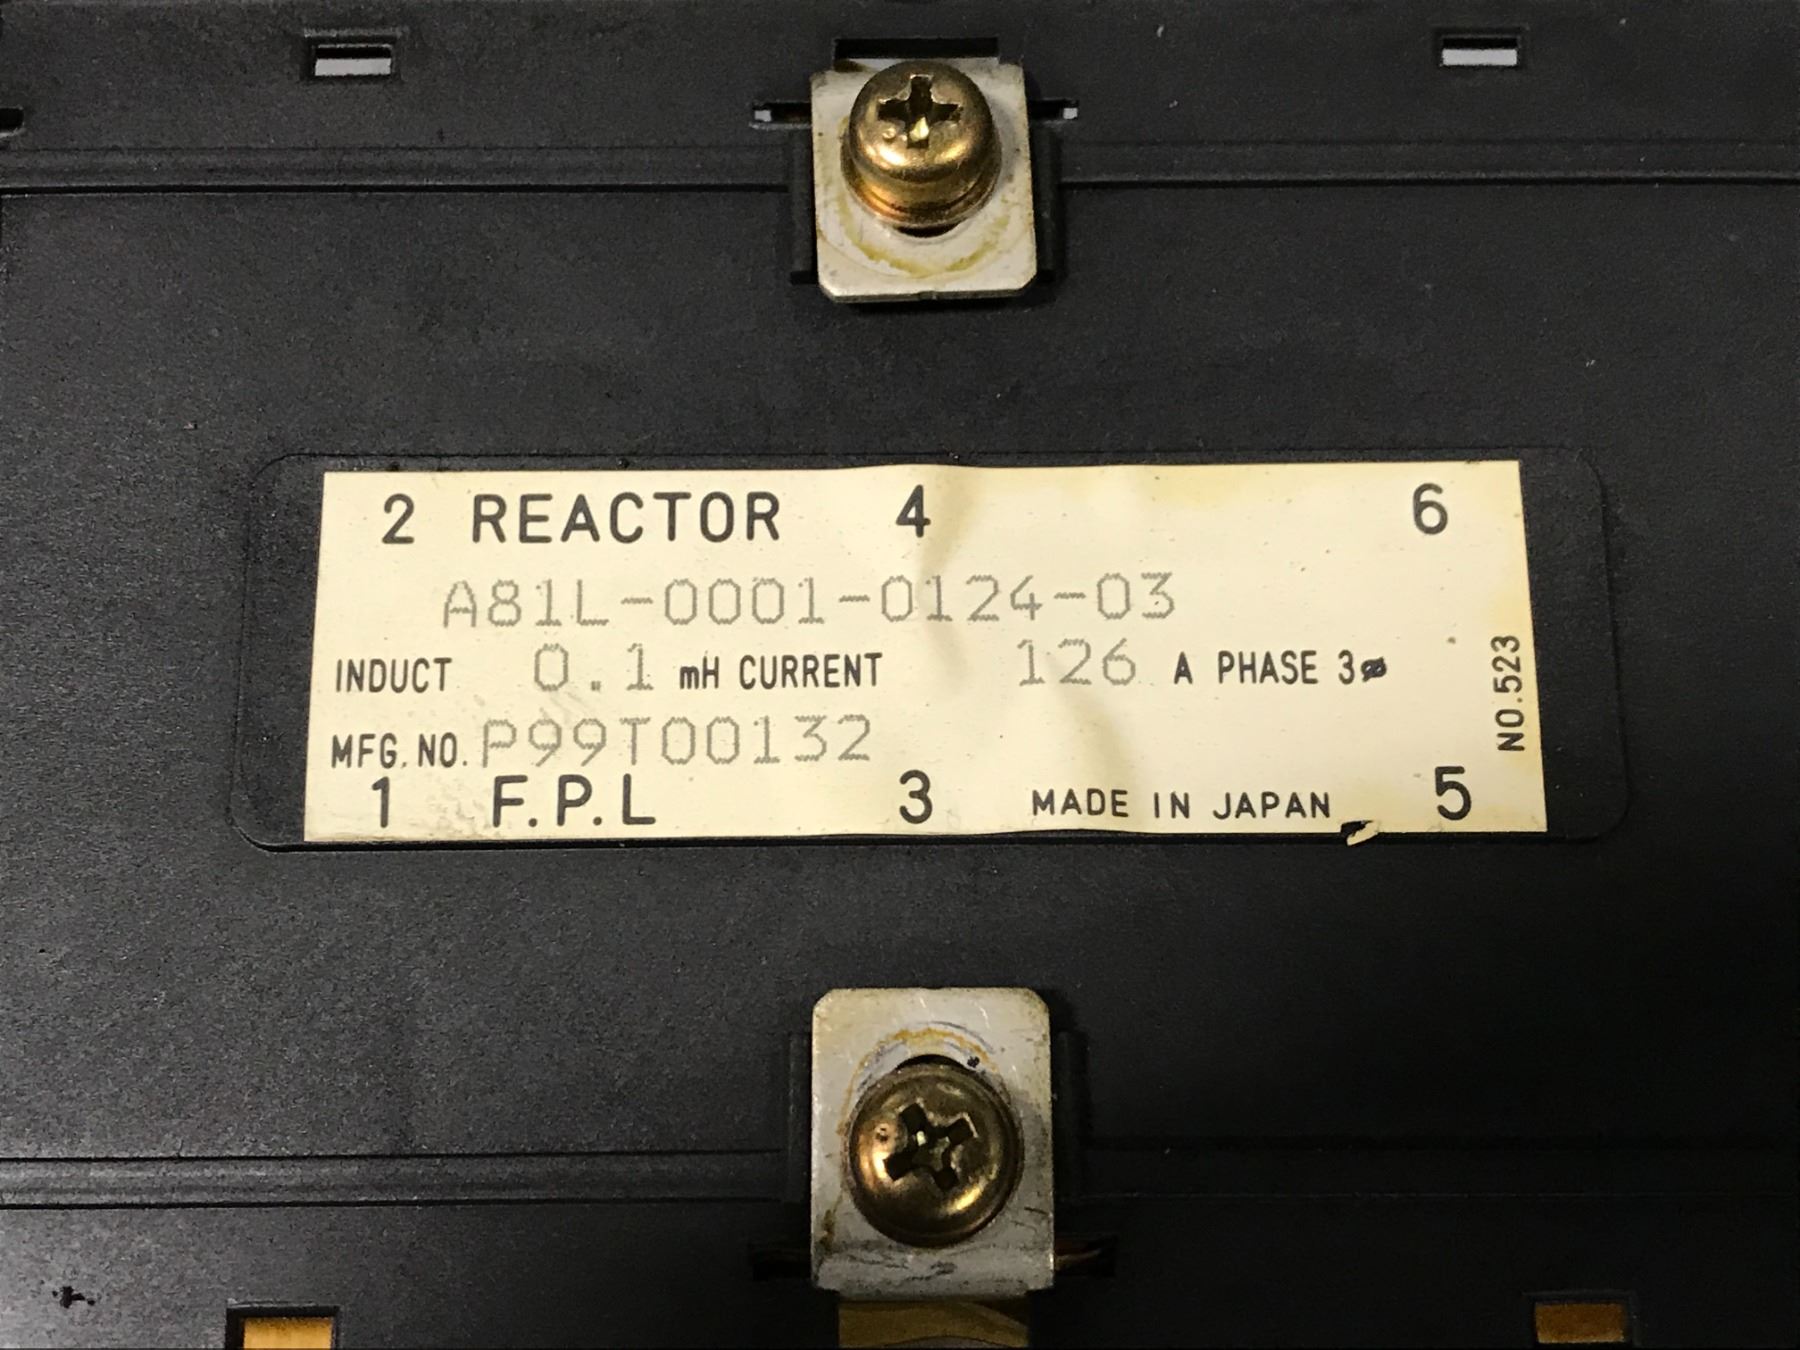 2 REACTOR 4 6
A81L-0001-0124-03
INDUCT 0.1 mH CURRENT 126 A PHASE 3ø
MFG. NO. P99T00132
1 F.P.L 3 MADE IN JAPAN 5
NO.523